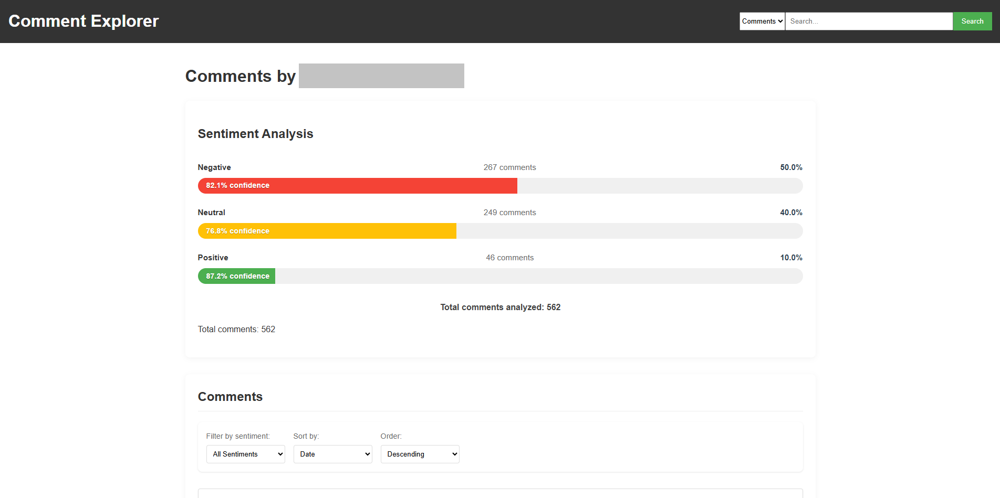 Comment Explorer
Comments Search... Search
Comments by
Sentiment Analysis
Negative 267 comments 50.0%
82.1% confidence
Neutral 249 comments 40.0%
76.8% confidence
Positive 46 comments 10.0%
87.2% confidence
Total comments analyzed: 562
Total comments: 562
Comments
Filter by sentiment: Sort by: Order:
All Sentiments Date Descending